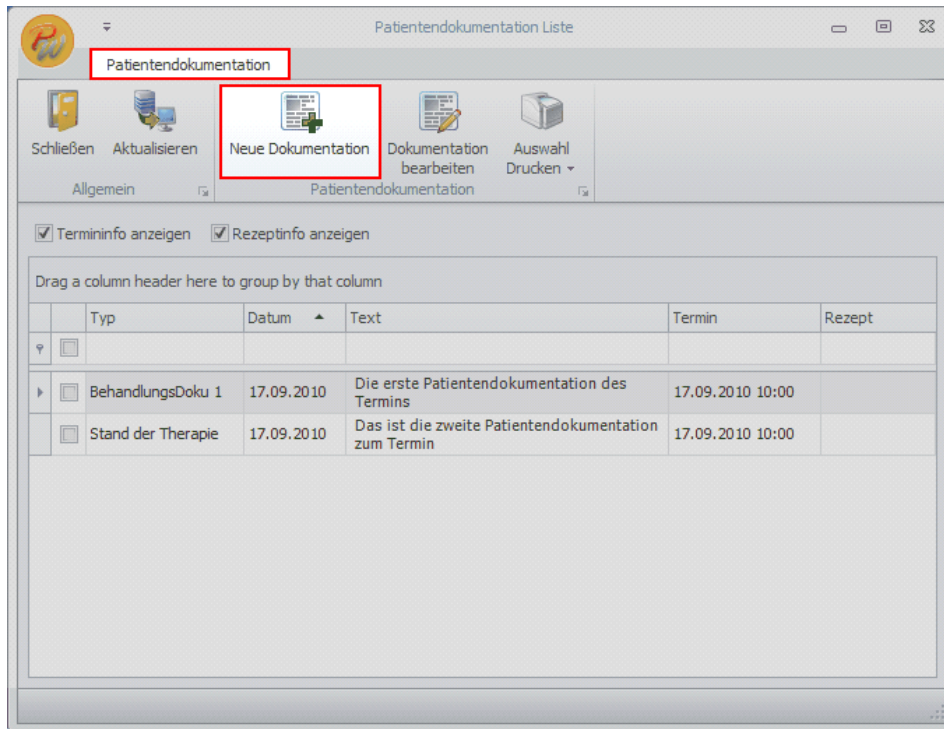 PW
Patientendokumentation Liste
Patientendokumentation
Schließen
Aktualisieren
Neue Dokumentation
Dokumentation
bearbeiten
Auswahl
Drucken
Allgemein
Patientendokumentation
Termininfo anzeigen
Rezeptinfo anzeigen
Drag a column header here to group by that column
Typ Datum Text Termin Rezept
BehandlungsDoku 1 17.09.2010 Die erste Patientendokumentation des
Termins 17.09.2010 10:00
Stand der Therapie 17.09.2010 Das ist die zweite Patientendokumentation
zum Termin 17.09.2010 10:00